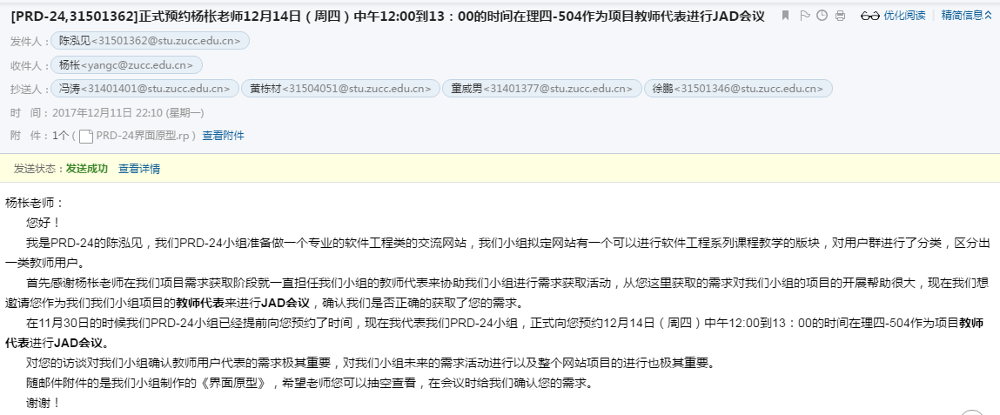 [PRD-24,31501362]正式预约杨枨老师12月14日（周四）中午12:00到13：00的时间在理四-504作为项目教师代表进行JAD会议 优化阅读 精简信息
发件人：陈泓见<31501362@stu.zucc.edu.cn>
收件人：杨枨<yangc@zucc.edu.cn>
抄送人：冯涛<31401401@stu.zucc.edu.cn> 黄栋材<31504051@stu.zucc.edu.cn> 童威男<31401377@stu.zucc.edu.cn> 徐鹏<31501346@stu.zucc.edu.cn>
时 间：2017年12月11日 22:10 (星期一)
附 件：1个 ( PRD-24界面原型.rp ) 查看附件
发送状态：发送成功 查看详情
杨枨老师：
您好！
我是PRD-24的陈泓见，我们PRD-24小组准备做一个专业的软件工程类的交流网站，我们小组拟定网站有一个可以进行软件工程系列课程教学的版块，对用户群进行了分类，区分出
一类教师用户。
首先感谢杨枨老师在我们项目需求获取阶段就一直担任我们小组的教师代表来协助我们小组进行需求获取活动，从您这里获取的需求对我们小组的项目的开展帮助很大，现在我们想
邀请您作为我们我们小组项目的教师代表来进行JAD会议，确认我们是否正确的获取了您的需求。
在11月30日的时候我们PRD-24小组已经提前向您预约了时间，现在我代表我们PRD-24小组，正式向您预约12月14日（周四）中午12:00到13：00的时间在理四-504作为项目教师代
表进行JAD会议。
对您的访谈对我们小组确认教师用户代表的需求极其重要，对我们小组未来的需求活动进行以及整个网站项目的进行也极其重要。
随邮件附件的是我们小组制作的《界面原型》，希望老师您可以抽空查看，在会议时给我们确认您的需求。
谢谢！